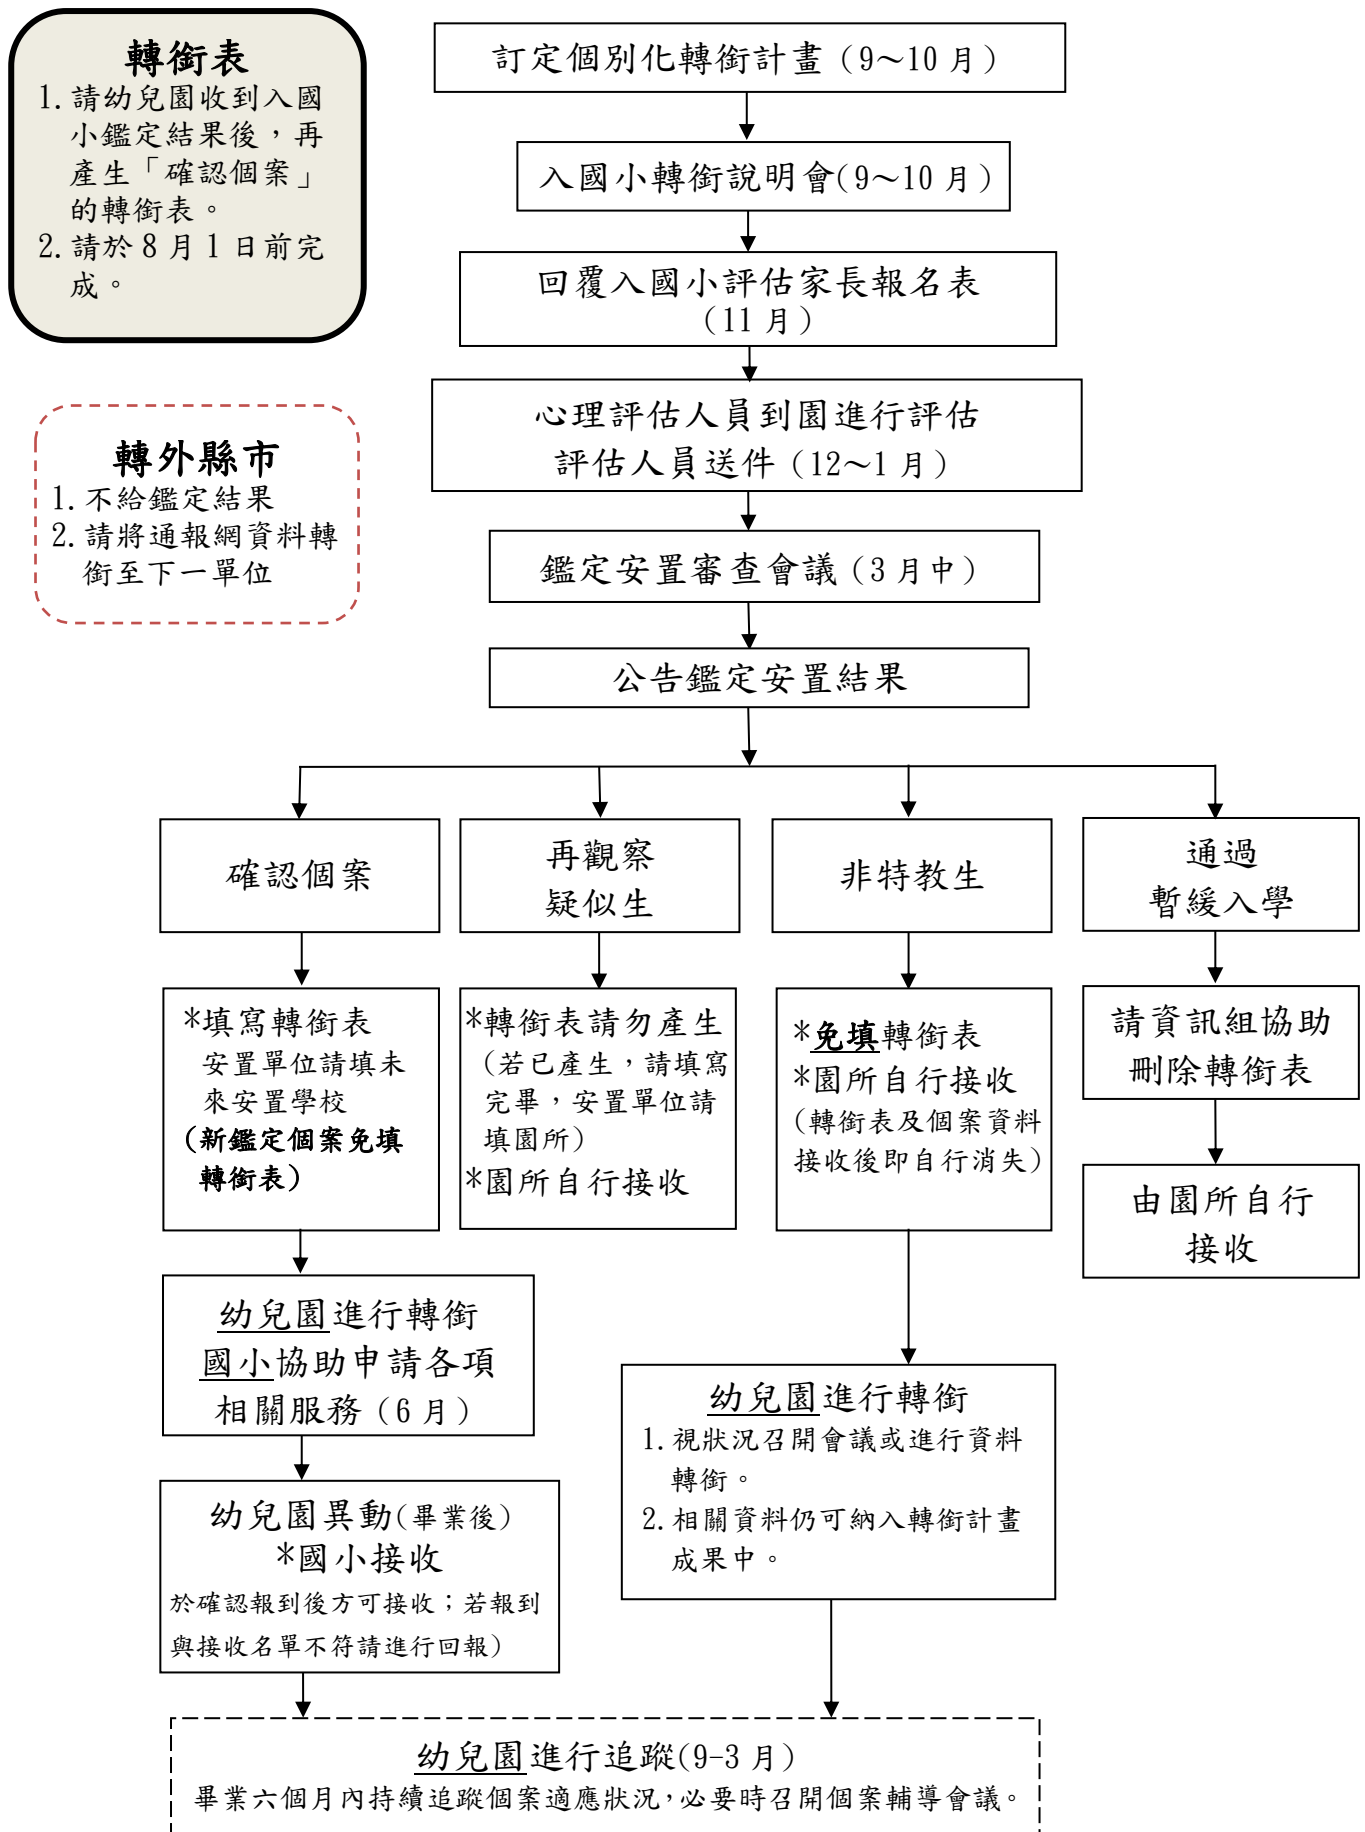 轉銜表
1.請幼兒園收到入國
小鑑定結果後，再
產生「確認個案」
的轉銜表。
2.請於8月1日前完
成。
轉外縣市
1.不給鑑定結果
2.請將通報網資料轉
銜至下一單位
訂定個別化轉銜計畫（9～10月）
入國小轉銜說明會(9～10月）
回覆入國小評估家長報名表
（11月）
心理評估人員到園進行評估
評估人員送件（12～1月）
鑑定安置審查會議（3月中）
公告鑑定安置結果
確認個案
再觀察
疑似生
非特教生
通過
暫緩入學
*填寫轉銜表
安置單位請填未
來安置學校
(新鑑定個案免填
轉銜表)
*轉銜表請勿產生
（若已產生，請填寫
完畢，安置單位請
填園所）
*園所自行接收
*免填轉銜表
*園所自行接收
（轉銜表及個案資料
接收後即自行消失）
請資訊組協助
刪除轉銜表
由園所自行
接收
幼兒園進行轉銜
國小協助申請各項
相關服務（6月）
幼兒園進行轉銜
1.視狀況召開會議或進行資料
轉銜。
2.相關資料仍可納入轉銜計畫
成果中。
幼兒園異動(畢業後）
*國小接收
於確認報到後方可接收；若報到
與接收名單不符請進行回報）
幼兒園進行追蹤(9-3月）
畢業六個月內持續追蹤個案適應狀況,必要時召開個案輔導會議。